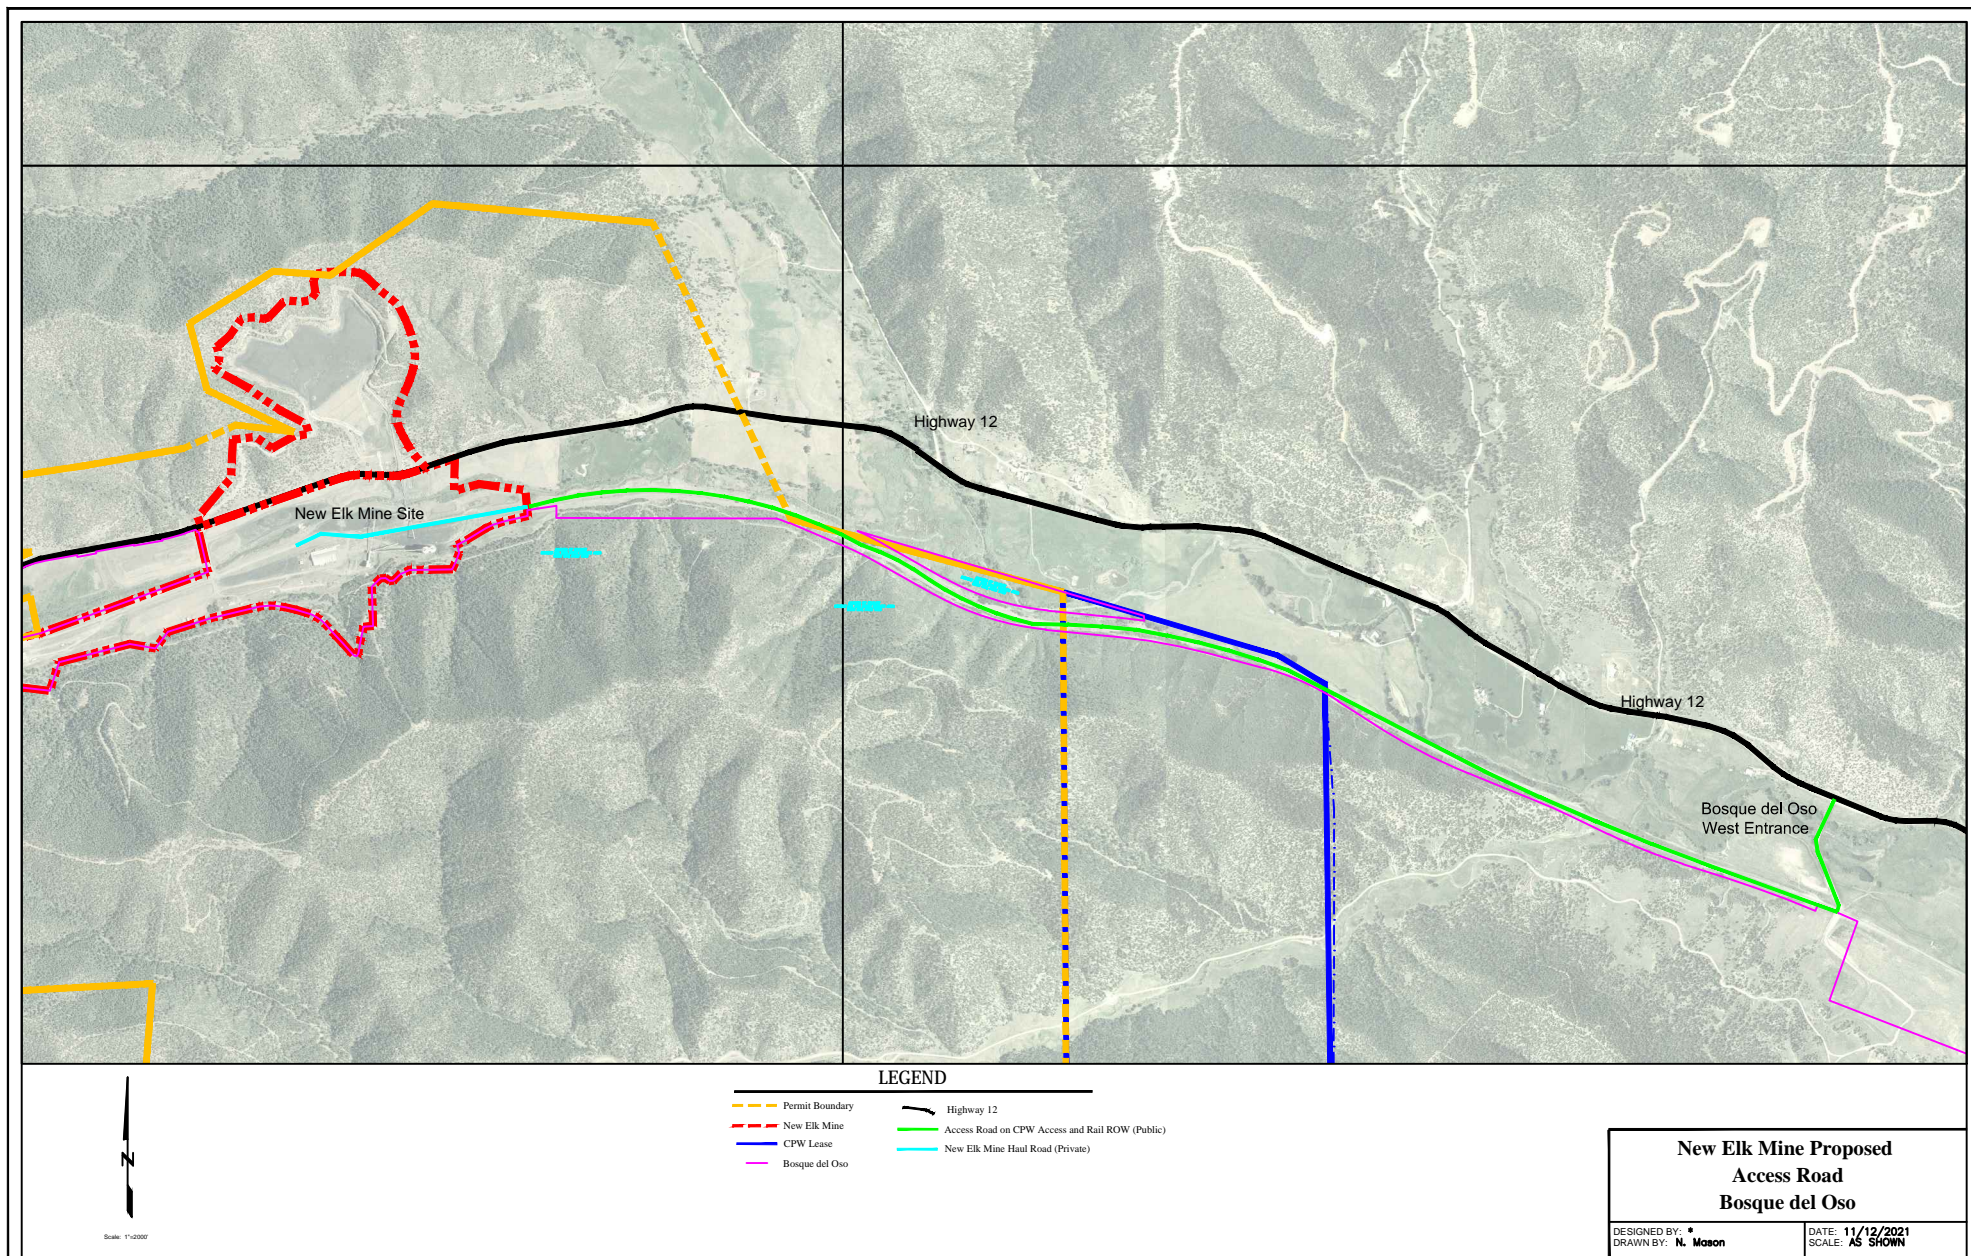 Highway 12
New Elk Mine Site
Highway 12
Bosque del Oso
West Entrance
LEGEND
Permit Boundary
New Elk Mine
CPW Lease
Bosque del Oso
Highway 12
Access Road on CPW Access and Rail ROW (Public)
New Elk Mine Haul Road (Private)
N
Scale: 1"=2000'
New Elk Mine Proposed
Access Road
Bosque del Oso
DESIGNED BY: *
DRAWN BY: N. Mason
DATE: 11/12/2021
SCALE: AS SHOWN